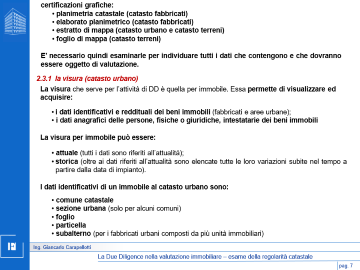 certificazioni grafiche:
• planimetria catastale (catasto fabbricati)
• elaborato planimetrico (catasto fabbricati)
• estratto di mappa (catasto urbano e catasto terreni)
• foglio di mappa (catasto terreni)
E' necessario quindi esaminarle per individuare tutti i dati che contengono e che dovranno
essere oggetto di valutazione.
2.3.1 la visura (catasto urbano)
La visura che serve per l'attività di DD è quella per immobile. Essa permette di visualizzare ed
acquisire:
• i dati identificativi e reddituali dei beni immobili (fabbricati e aree urbane);
• i dati anagrafici delle persone, fisiche o giuridiche, intestatarie dei beni immobili
La visura per immobile può essere:
• attuale (tutti i dati sono riferiti all'attualità);
• storica (oltre ai dati riferiti all'attualità sono elencate tutte le loro variazioni subite nel tempo a
partire dalla data di impianto).
I dati identificativi di un immobile al catasto urbano sono:
• comune catastale
• sezione urbana (solo per alcuni comuni)
• foglio
• particella
• subalterno (per i fabbricati urbani composti da più unità immobiliari)
Ing. Giancarlo Carapellotti
La Due Diligence nella valutazione immobiliare – esame della regolarità catastale
pag. 7